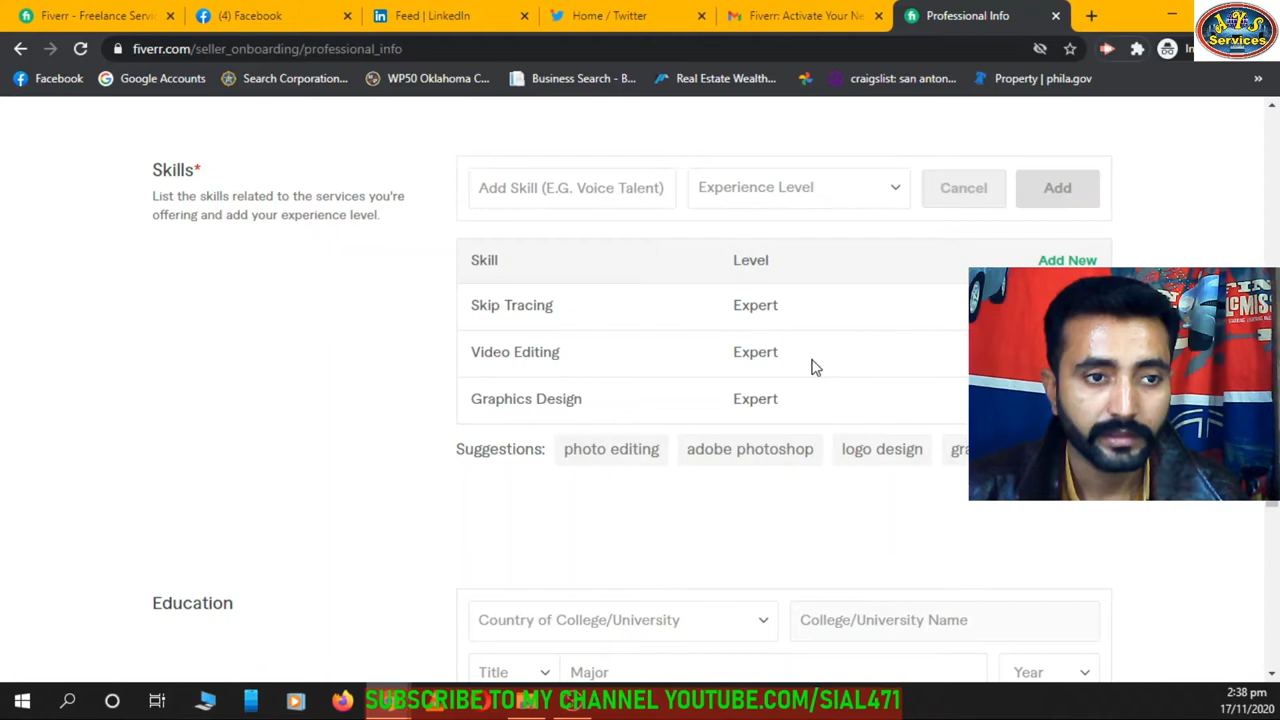 Fiverr - Freelance Servi
(4) Facebook
Feed | LinkedIn
Home / Twitter
Fiverr: Activate Your Ne
Professional Info
AYS
Services
fiverr.com/seller_onboarding/professional_info
In
Facebook
Google Accounts
Search Corporation...
WP50 Oklahoma C...
Business Search - B...
Real Estate Wealth...
craigslist: san anton...
Property | phila.gov
Skills*
List the skills related to the services you're
offering and add your experience level.
Add Skill (E.G. Voice Talent)
Experience Level
Cancel
Add
Skill
Level
Add New
Skip Tracing
Expert
Video Editing
Expert
Graphics Design
Expert
Suggestions:
photo editing
adobe photoshop
logo design
gra
Education
Country of College/University
College/University Name
Title
Major
Year
SUBSCRIBE TO MY CHANNEL YOUTUBE.COM/SIAL471
2:38 pm
17/11/2020